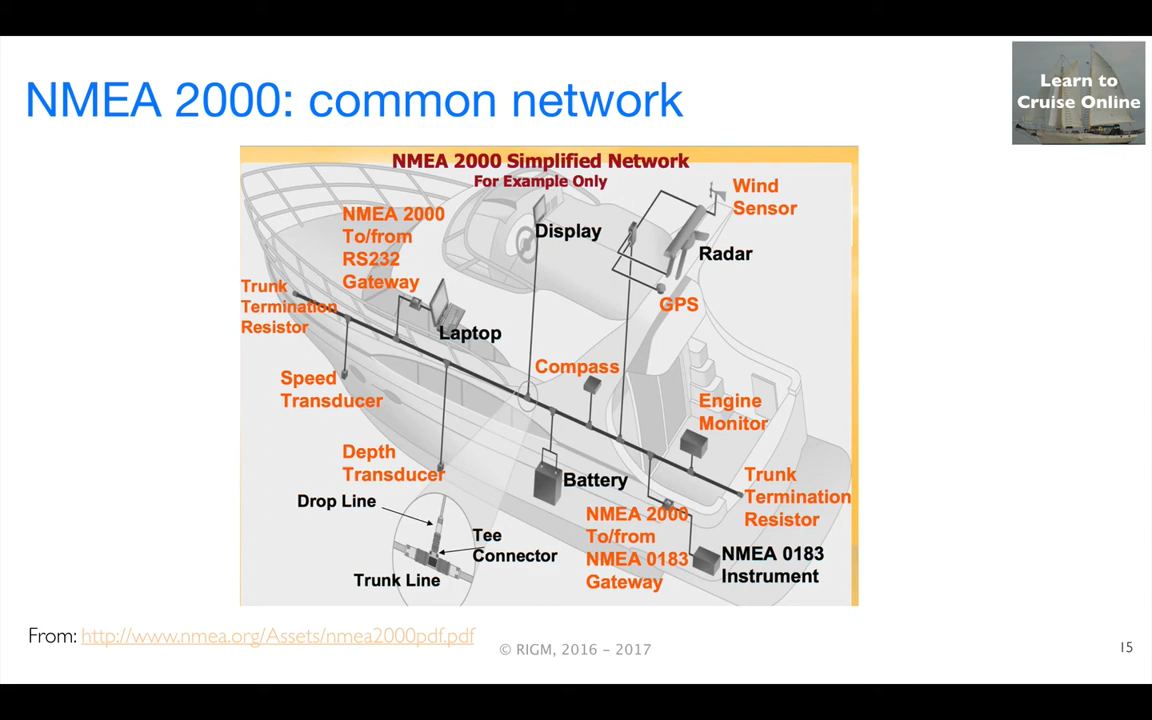 NMEA 2000: common network
Learn to
Cruise Online
NMEA 2000 Simplified Network
For Example Only
NMEA 2000
To/from
RS232
Gateway
Display
Wind
Sensor
Radar
GPS
Trunk
Termination
Resistor
Laptop
Speed
Transducer
Compass
Engine
Monitor
Depth
Transducer
Battery
Trunk
Termination
Resistor
Drop Line
Tee
Connector
Trunk Line
NMEA 2000
To/from
NMEA 0183
Gateway
NMEA 0183
Instrument
From: http://www.nmea.org/Assets/nmea2000pdf.pdf
© RIGM, 2016 - 2017
15